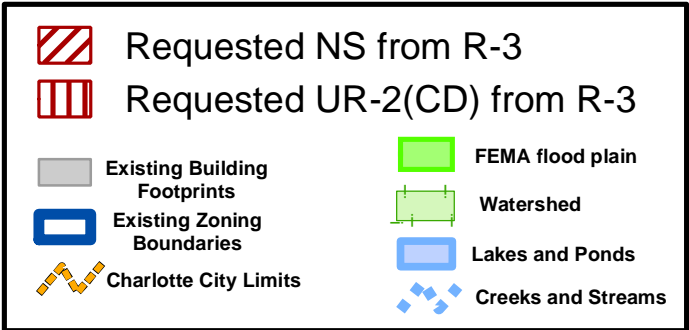 Requested NS from R-3
Requested UR-2(CD) from R-3
Existing Building
Footprints
Existing Zoning
Boundaries
Charlotte City Limits
FEMA flood plain
Watershed
Lakes and Ponds
Creeks and Streams